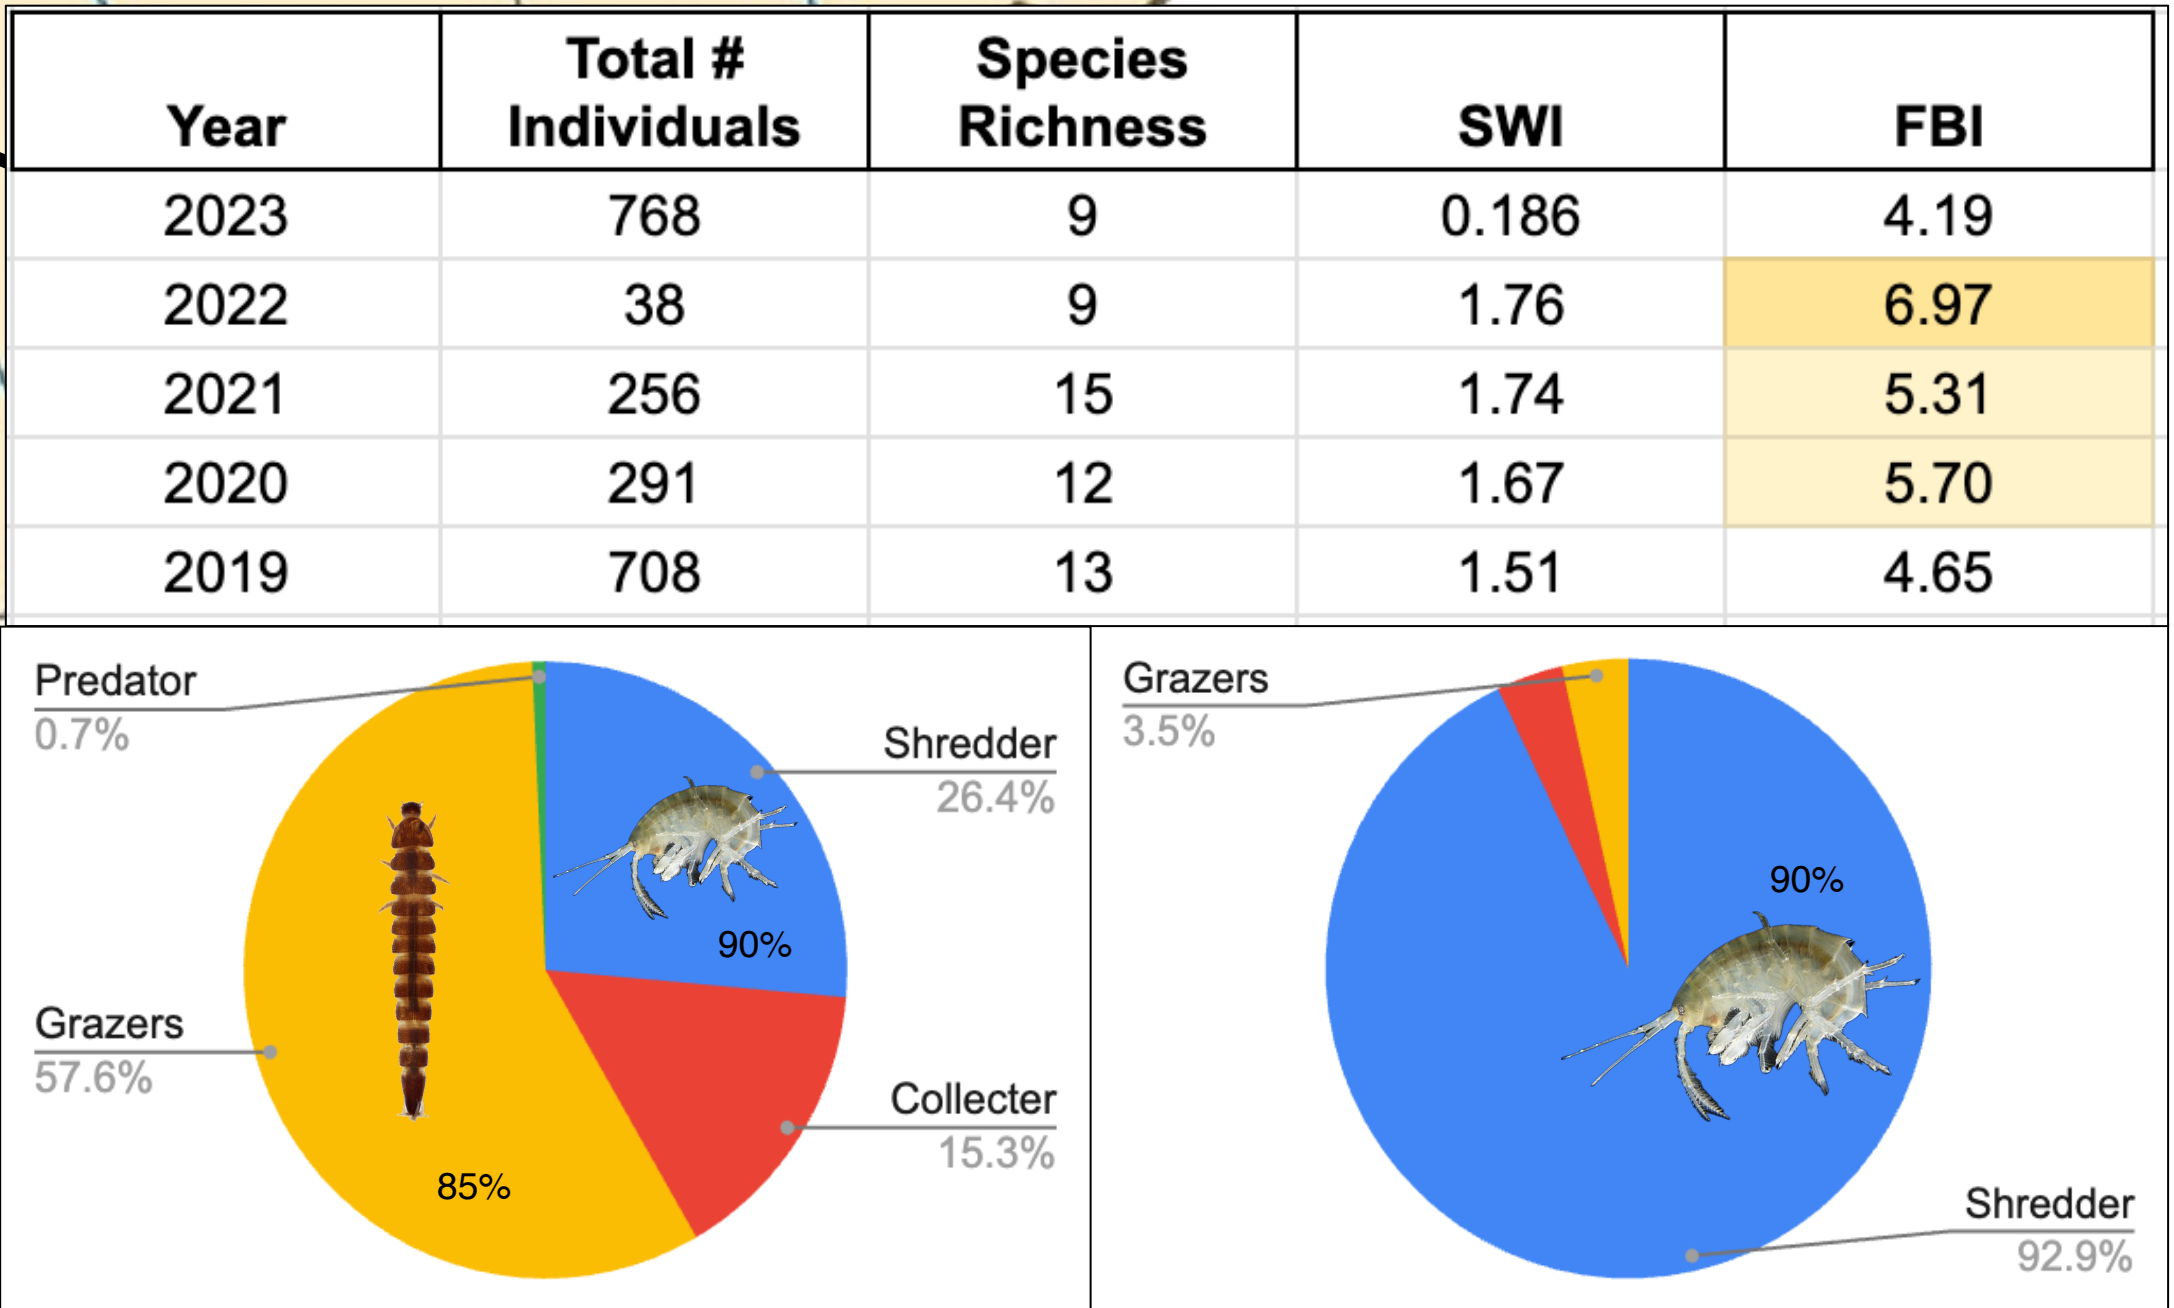 Year Total # Individuals Species Richness SWI FBI
2023 768 9 0.186 4.19
2022 38 9 1.76 6.97
2021 256 15 1.74 5.31
2020 291 12 1.67 5.70
2019 708 13 1.51 4.65
Predator
0.7%
Shredder
26.4%
90%
Grazers
57.6%
Collecter
15.3%
85%
Grazers
3.5%
90%
Shredder
92.9%